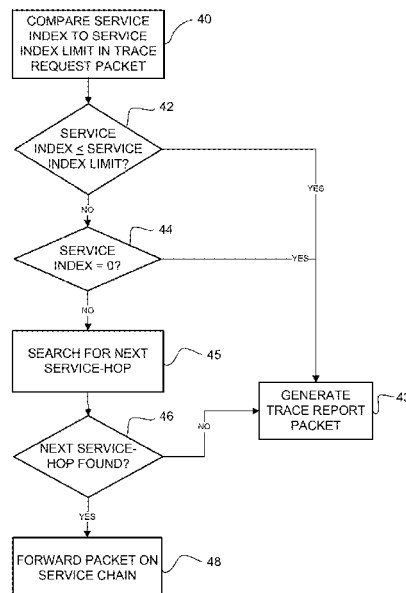 COMPARE SERVICE
INDEX TO SERVICE
INDEX LIMIT IN TRACE
REQUEST PACKET
40
42
SERVICE
INDEX ≤ SERVICE
INDEX LIMIT?
YES
NO
44
SERVICE
INDEX = 0?
YES
NO
SEARCH FOR NEXT
SERVICE-HOP
45
46
NEXT SERVICE-
HOP FOUND?
NO
GENERATE
TRACE REPORT
PACKET
43
YES
FORWARD PACKET ON
SERVICE CHAIN
48